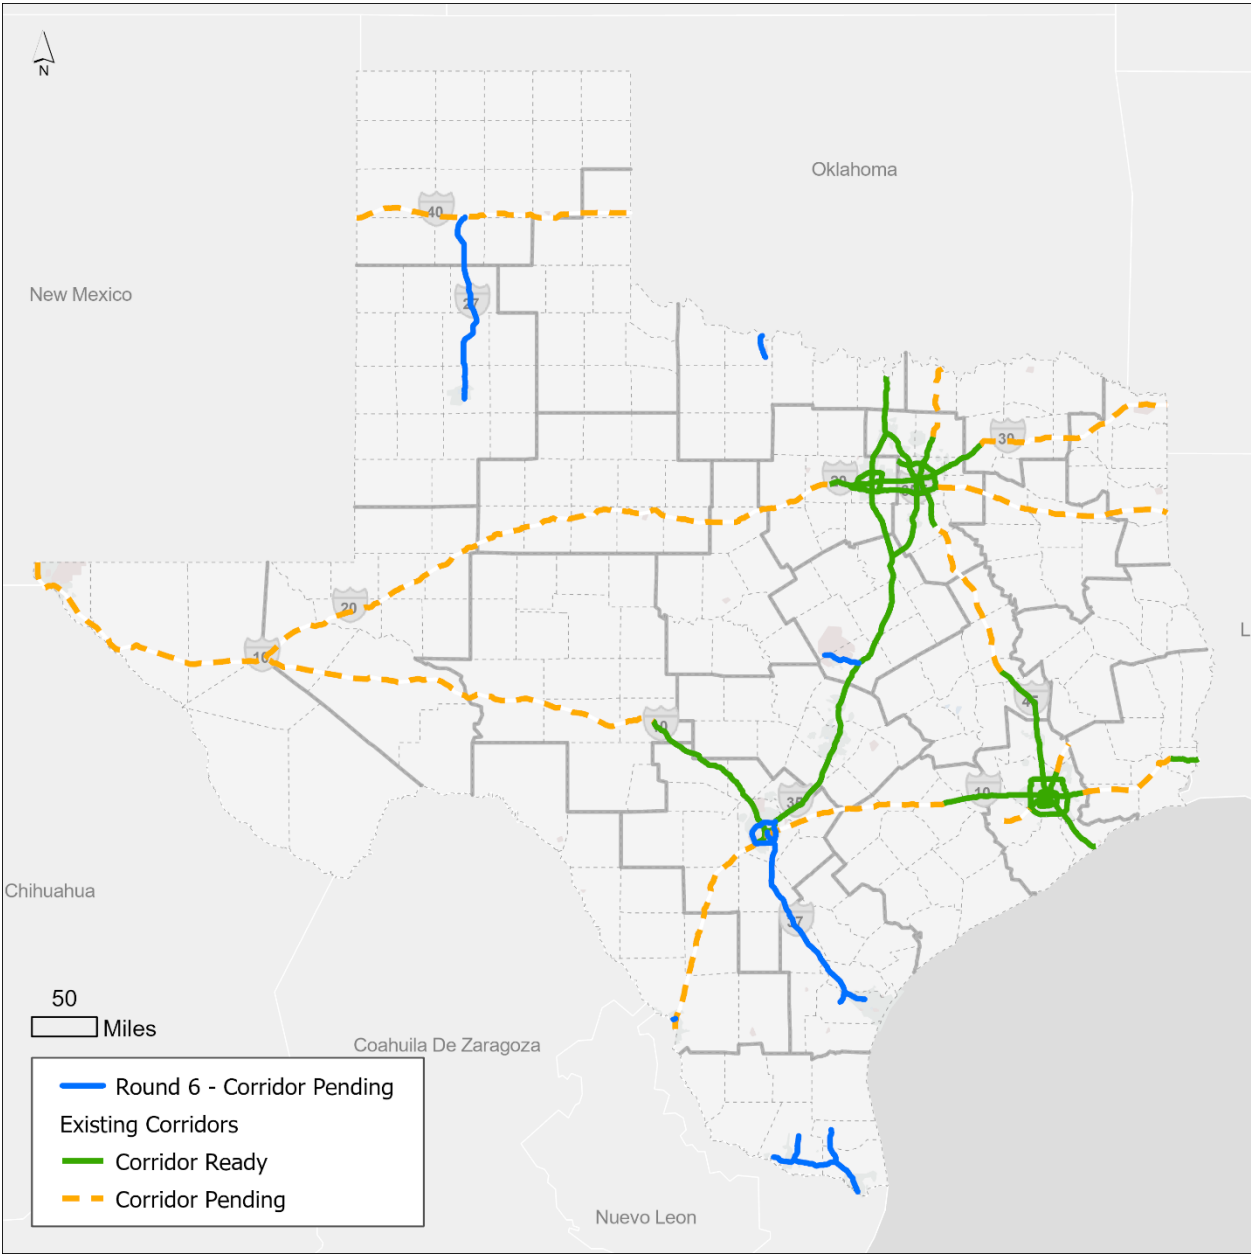 N
Oklahoma
40
New Mexico
27
30
20
20
10
L
45
10
10
35
Chihuahua
37
50
Miles
Coahuila De Zaragoza
Round 6 - Corridor Pending
Existing Corridors
Corridor Ready
Corridor Pending
Nuevo Leon